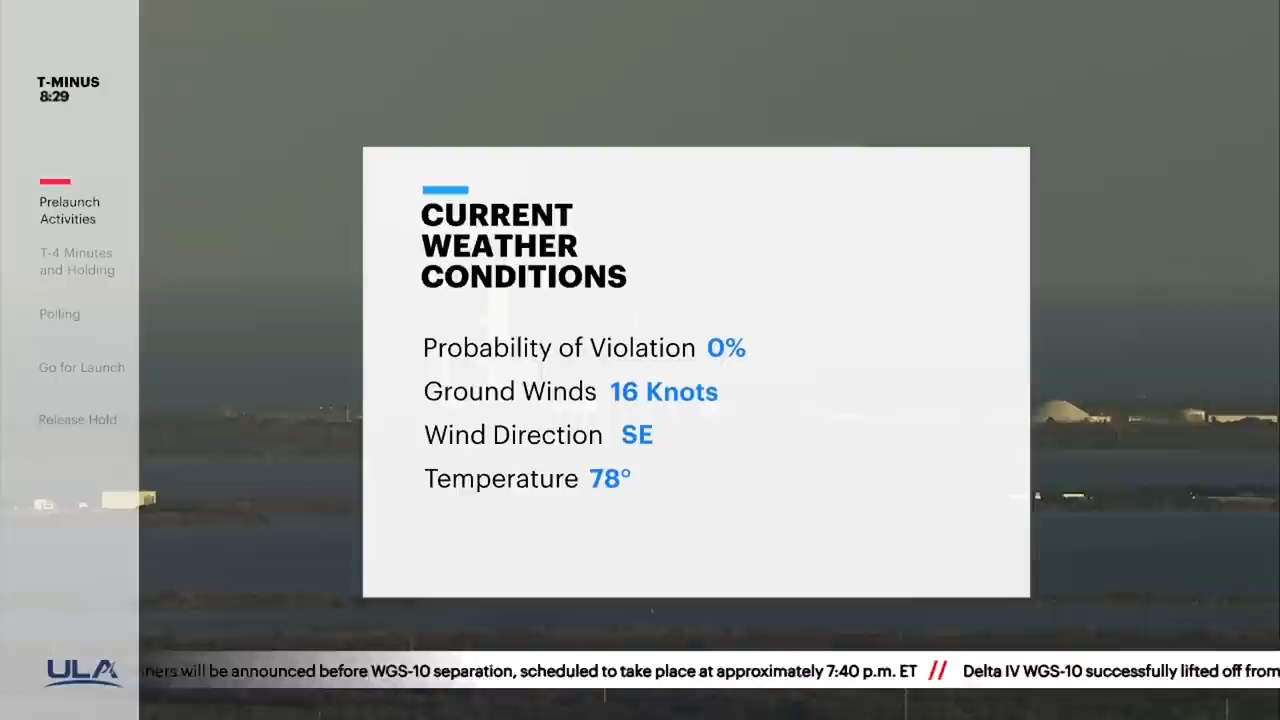 T-MINUS
8:29
Prelaunch
Activities
T-4 Minutes
and Holding
Polling
Go for Launch
Release Hold
CURRENT
WEATHER
CONDITIONS
Probability of Violation 0%
Ground Winds 16 Knots
Wind Direction SE
Temperature 78°
ULA
will be announced before WGS-10 separation, scheduled to take place at approximately 7:40 p.m. ET // Delta IV WGS-10 successfully lifted off from